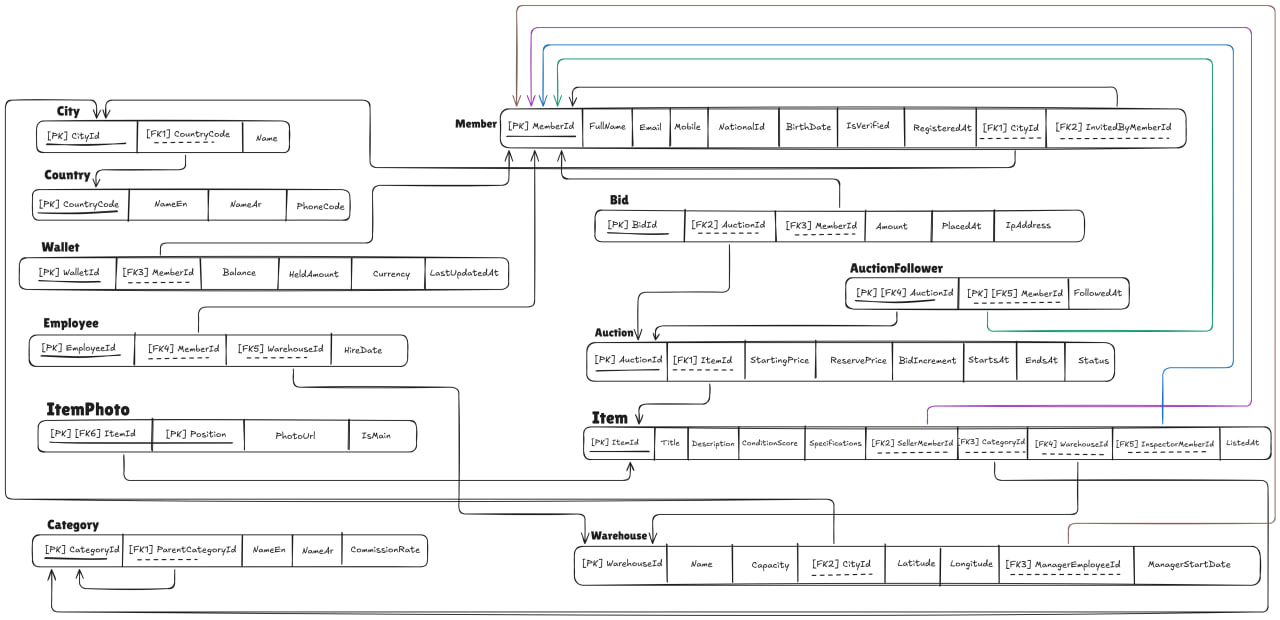 City
[PK] CityId [FK1] CountryCode Name
Country
[PK] CountryCode NameEn NameAr PhoneCode
Wallet
[PK] WalletId [FK3] MemberId Balance HeldAmount Currency LastUpdatedAt
Employee
[PK] EmployeeId [FK4] MemberId [FK5] WarehouseId HireDate
ItemPhoto
[PK] [FK6] ItemId [PK] Position PhotoUrl IsMain
Category
[PK] CategoryId [FK1] ParentCategoryId NameEn NameAr CommissionRate
Member
[PK] MemberId FullName Email Mobile NationalId BirthDate IsVerified RegisteredAt [FK1] CityId [FK2] InvitedByMemberId
Bid
[PK] BidId [FK2] AuctionId [FK3] MemberId Amount PlacedAt IpAddress
AuctionFollower
[PK] [FK4] AuctionId [PK] [FK5] MemberId FollowedAt
Auction
[PK] AuctionId [FK1] ItemId StartingPrice ReservePrice BidIncrement StartsAt EndsAt Status
Item
[PK] ItemId Title Description ConditionScore Specifications [FK2] SellerMemberId [FK3] CategoryId [FK4] WarehouseId [FK5] InspectorMemberId ListedAt
Warehouse
[PK] WarehouseId Name Capacity [FK2] CityId Latitude Longitude [FK3] ManagerEmployeeId ManagerStartDate